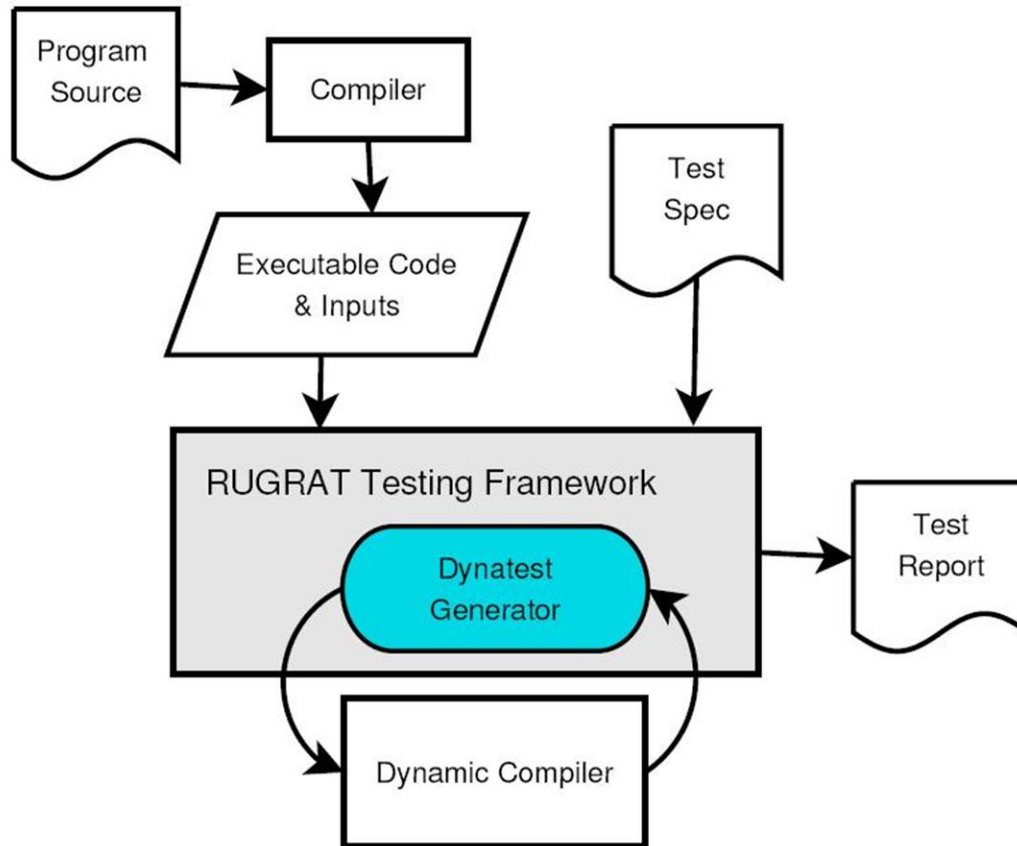 Program
Source
Compiler
Test
Spec
Executable Code
& Inputs
RUGRAT Testing Framework
Dynatest
Generator
Test
Report
Dynamic Compiler